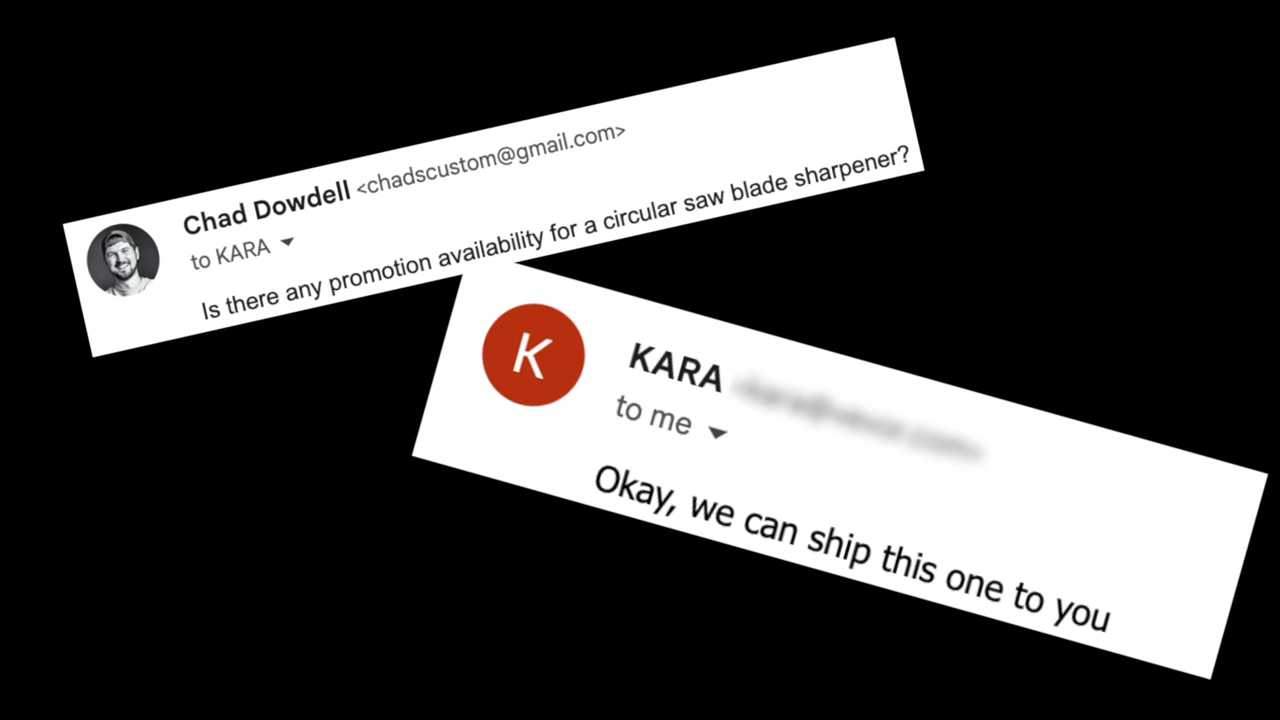 Chad Dowdell <chadscustom@gmail.com>
to KARA
Is there any promotion availability for a circular saw blade sharpener?
K
KARA
to me
Okay, we can ship this one to you